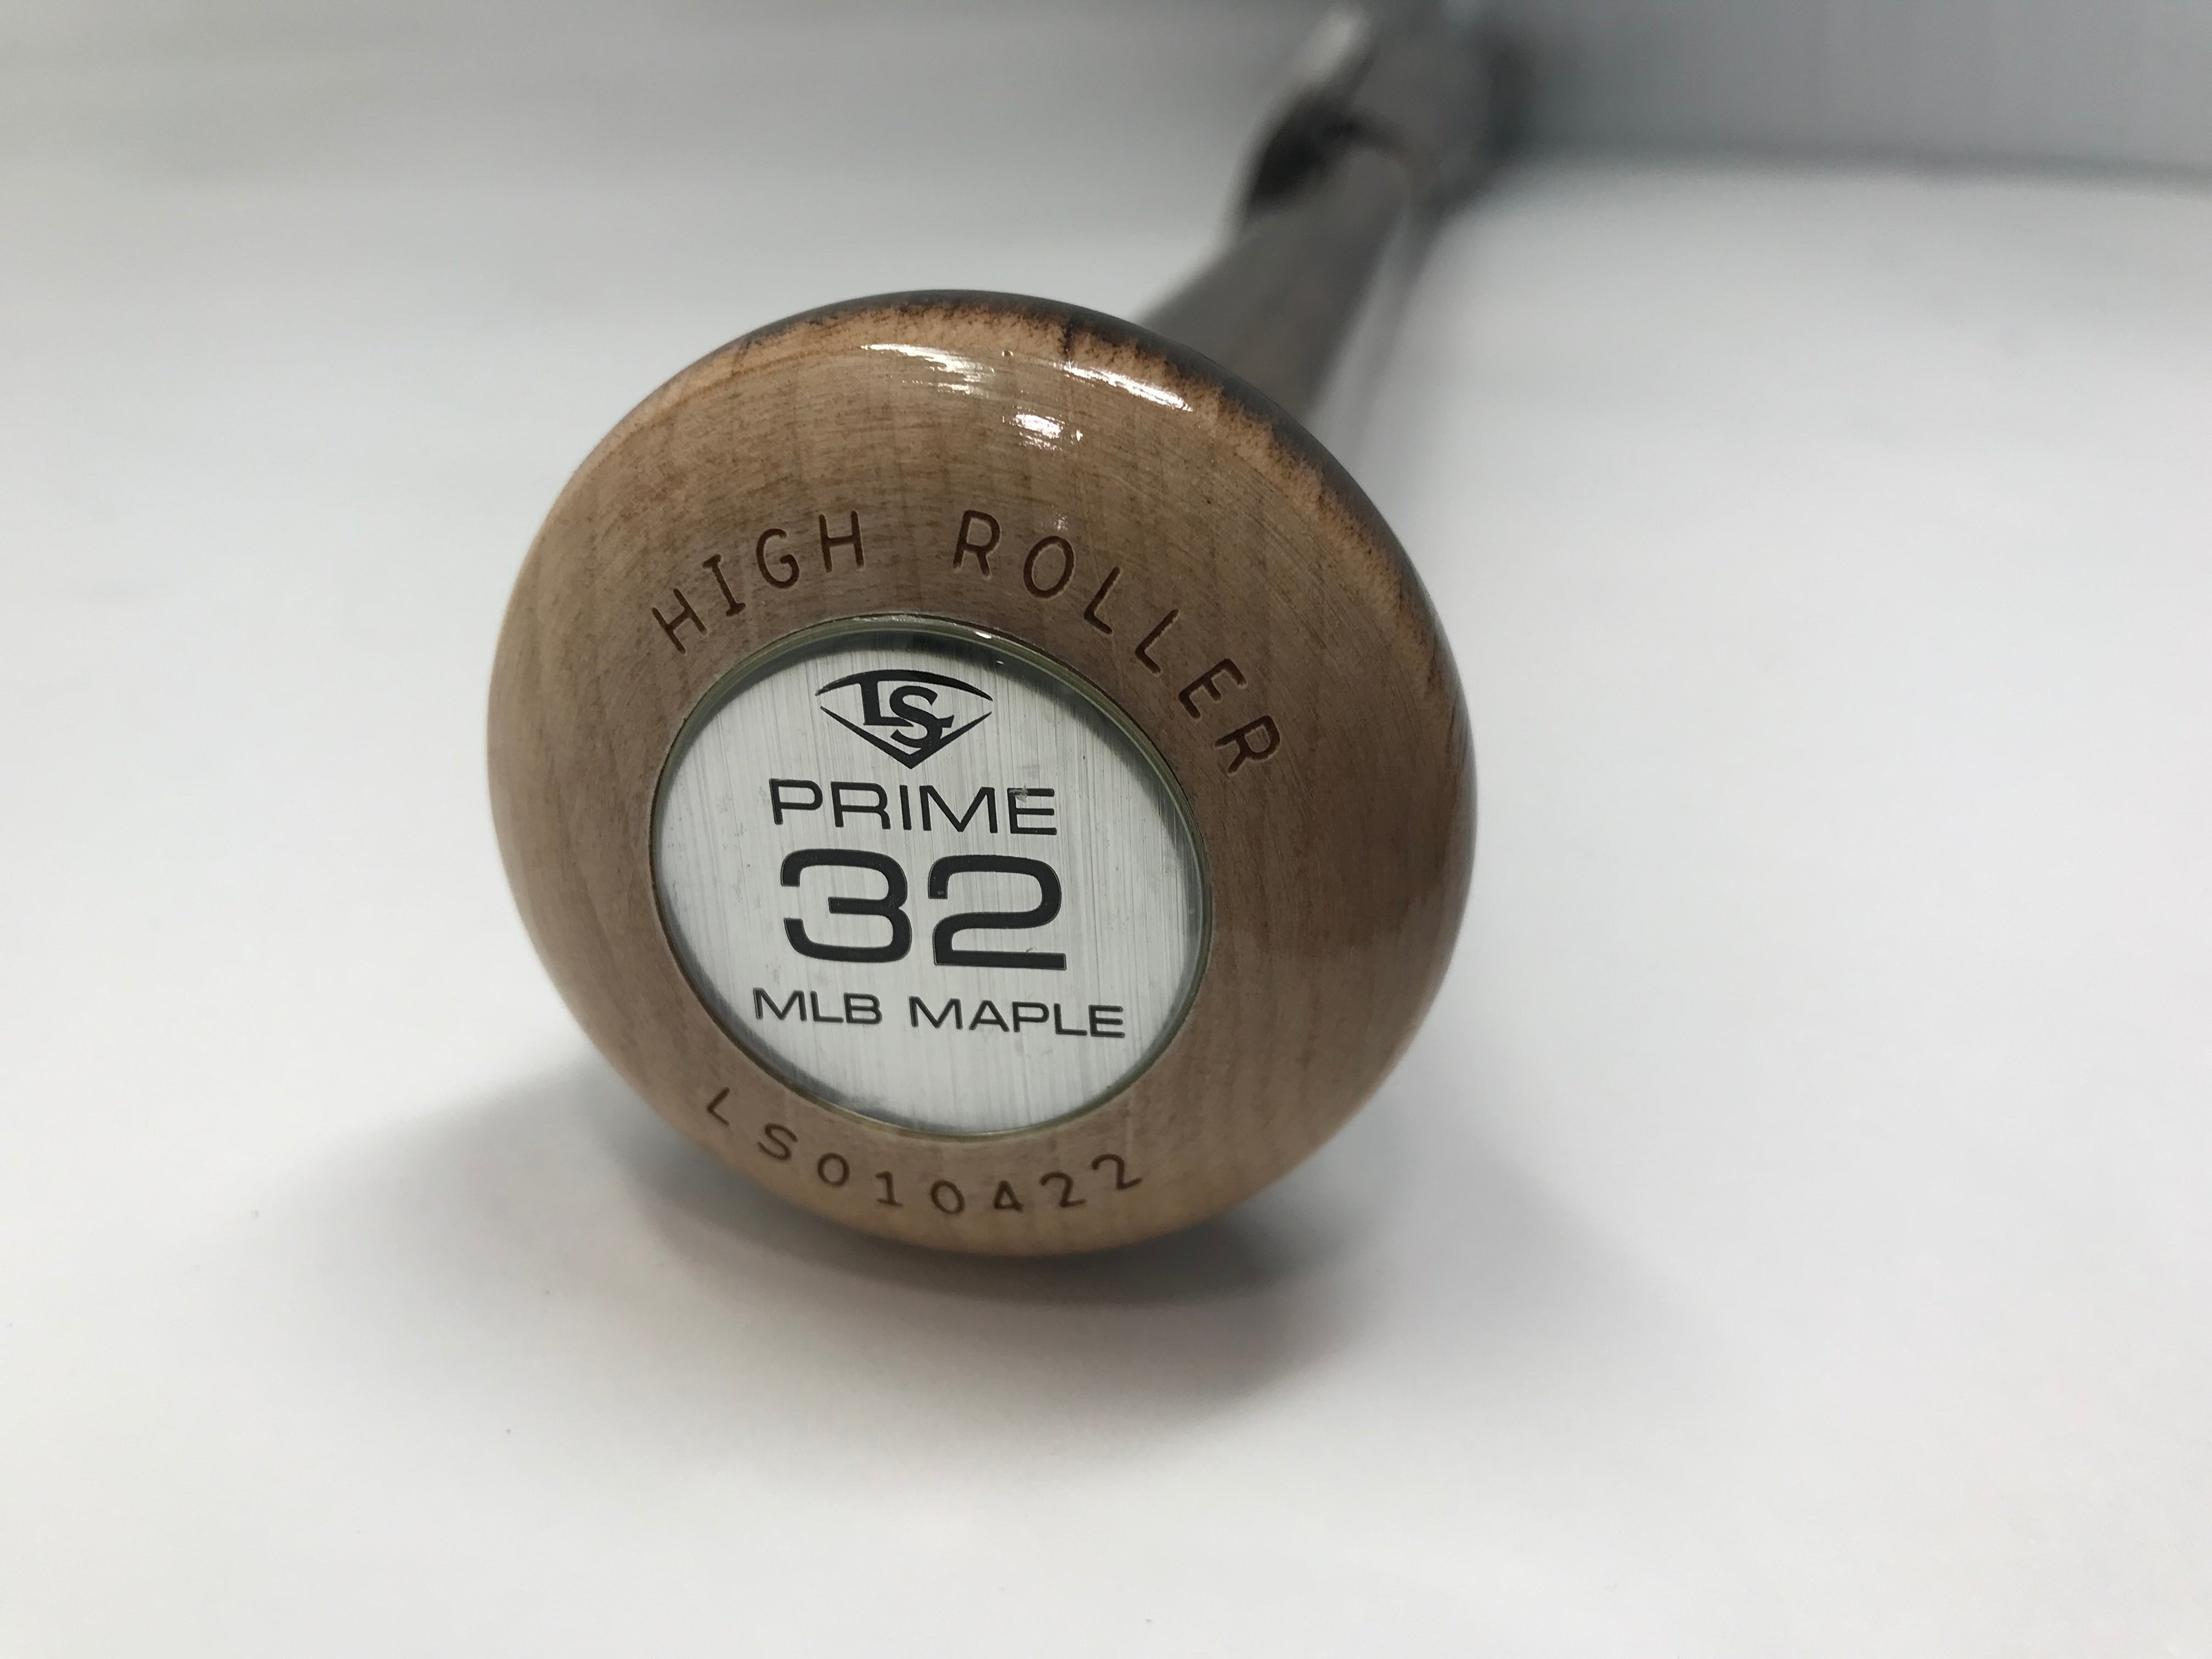 HIGH ROLLER
LS
PRIME
32
MLB MAPLE
LS010422